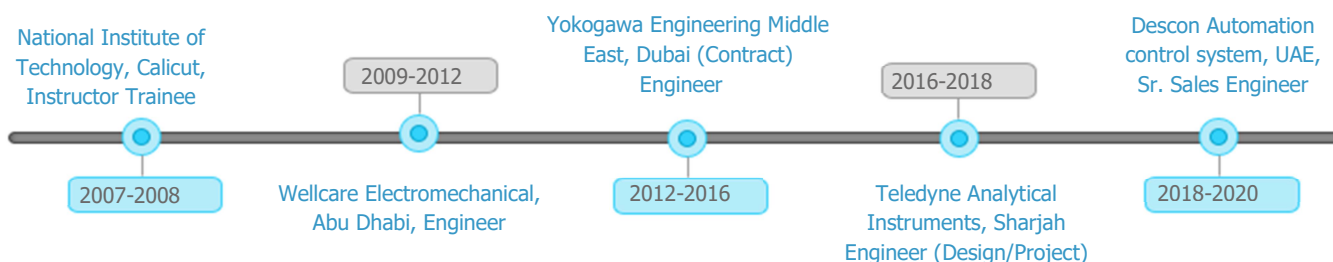 National Institute of
Technology, Calicut,
Instructor Trainee
2007-2008
2009-2012
Wellcare Electromechanical,
Abu Dhabi, Engineer
Yokogawa Engineering Middle
East, Dubai (Contract)
Engineer
2012-2016
2016-2018
Teledyne Analytical
Instruments, Sharjah
Engineer (Design/Project)
Descon Automation
control system, UAE,
Sr. Sales Engineer
2018-2020